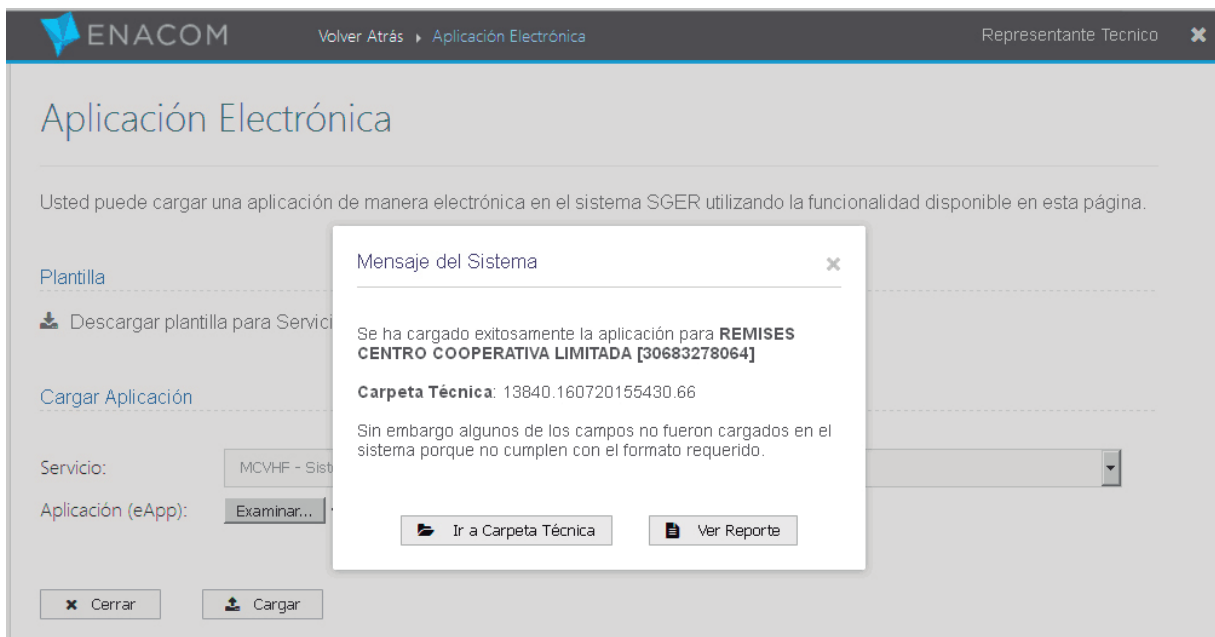 ENACOM Volver Atrás Aplicación Electrónica Representante Tecnico
Aplicación Electrónica
Usted puede cargar una aplicación de manera electrónica en el sistema SGER utilizando la funcionalidad disponible en esta página.
Plantilla
Descargar plantilla para Servici
Cargar Aplicación
Servicio: MCVHF - Sist
Aplicación (eApp): Examinar...
Cerrar Cargar
Mensaje del Sistema
Se ha cargado exitosamente la aplicación para REMISES
CENTRO COOPERATIVA LIMITADA [30683278064]
Carpeta Técnica: 13840.160720155430.66
Sin embargo algunos de los campos no fueron cargados en el
sistema porque no cumplen con el formato requerido.
Ir a Carpeta Técnica Ver Reporte